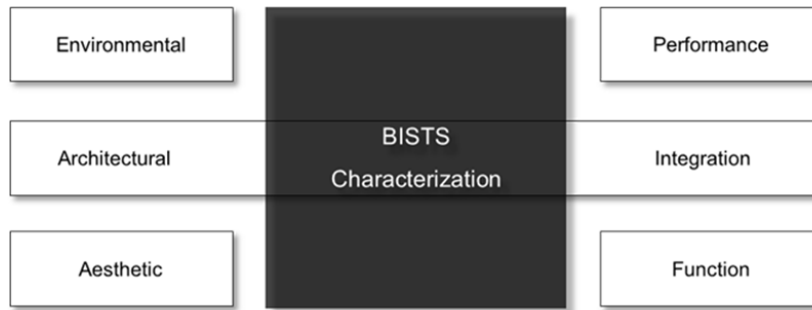 Environmental
Performance
BISTS
Architectural
Characterization
Integration
Aesthetic
Function